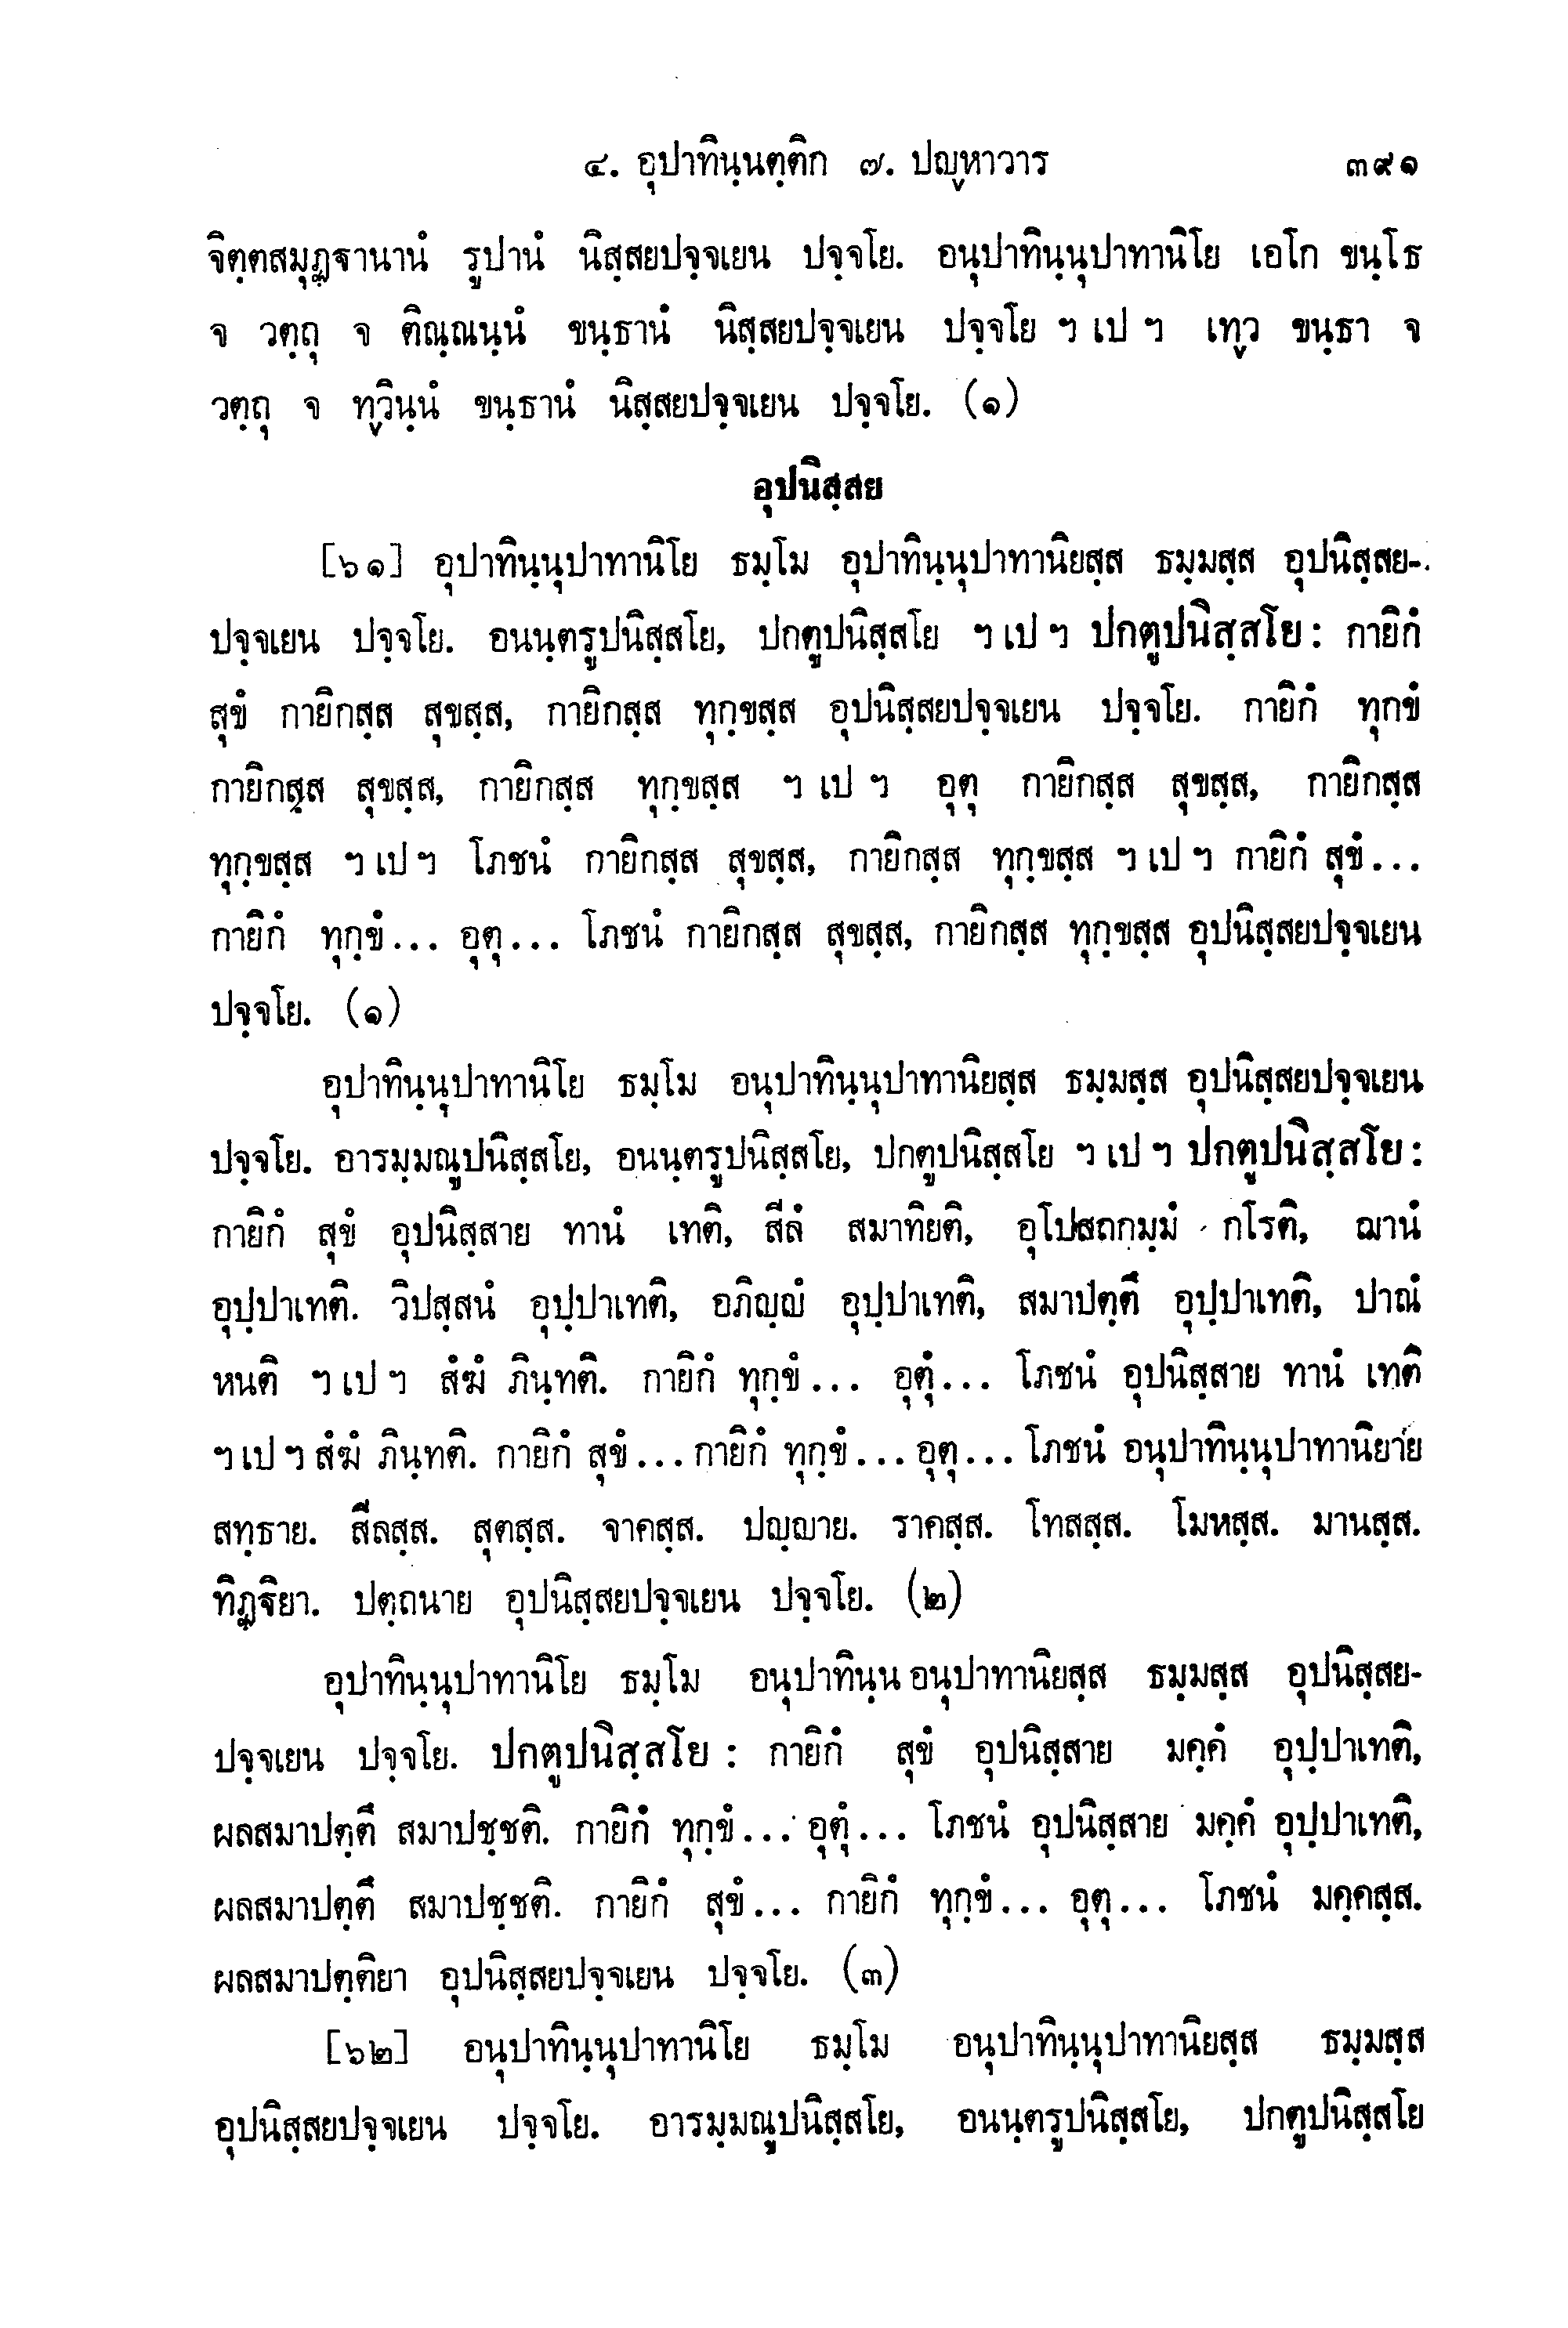 ๔. อุปาทินฺนตฺติก ๗. ปญฺหาวาร ๓๙๑
จิตฺตสมุฏฺฐานานํ รูปานํ นิสฺสยปจฺจเยน ปจฺจโย. อนุปาทินฺนุปาทานิโย เอโก ขนฺโธ
จ วตฺถุ จ ติณฺณนฺนํ ขนฺธานํ นิสฺสยปจฺจเยน ปจฺจโย ฯ เป ฯ เทฺว ขนฺธา จ
วตฺถุ จ ทฺวินฺนํ ขนฺธานํ นิสฺสยปจฺจเยน ปจฺจโย. (๑)
อุปนิสฺสย
[๖๑] อุปาทินฺนุปาทานิโย ธมฺโม อุปาทินฺนุปาทานิยสฺส ธมฺมสฺส อุปนิสฺสย-
ปจฺจเยน ปจฺจโย. อนนฺตรูปนิสฺสโย, ปกตูปนิสฺสโย ฯ เป ฯ ปกตูปนิสฺสโย : กายิกํ
สุขํ กายิกสฺส สุขสฺส, กายิกสฺส ทุกฺขสฺส อุปนิสฺสยปจฺจเยน ปจฺจโย. กายิกํ ทุกขํ
กายิกสฺส สุขสฺส, กายิกสฺส ทุกฺขสฺส ฯ เป ฯ อุตุ กายิกสฺส สุขสฺส, กายิกสฺส
ทุกฺขสฺส ฯ เป ฯ โภชนํ กายิกสฺส สุขสฺส, กายิกสฺส ทุกฺขสฺส ฯ เป ฯ กายิกํ สุขํ...
กายิกํ ทุกฺขํ... อุตุ... โภชนํ กายิกสฺส สุขสฺส, กายิกสฺส ทุกฺขสฺส อุปนิสฺสยปจฺจเยน
ปจฺจโย. (๑)
อุปาทินฺนุปาทานิโย ธมฺโม อนุปาทินฺนุปาทานิยสฺส ธมฺมสฺส อุปนิสฺสยปจฺจเยน
ปจฺจโย. อารมฺมณูปนิสฺสโย, อนนฺตรูปนิสฺสโย, ปกตูปนิสฺสโย ฯ เป ฯ ปกตูปนิสฺสโย :
กายิกํ สุขํ อุปนิสฺสาย ทานํ เทติ, สีลํ สมาทิยติ, อุโปสถกมฺมํ กโรติ, ฌานํ
อุปฺปาเทติ. วิปสฺสนํ อุปฺปาเทติ, อภิญฺญํ อุปฺปาเทติ, สมาปตฺตึ อุปฺปาเทติ, ปาณํ
หนติ ฯ เป ฯ สํฆํ ภินฺทติ. กายิกํ ทุกฺขํ... อุตุํ... โภชนํ อุปนิสฺสาย ทานํ เทติ
ฯ เป ฯ สํฆํ ภินฺทติ. กายิกํ สุขํ... กายิกํ ทุกฺขํ... อุตุ... โภชนํ อนุปาทินฺนุปาทานิยาย
สทฺธาย. สีลสฺส. สุตสฺส. จาคสฺส. ปญฺญาย. ราคสฺส. โทสสฺส. โมหสฺส. มานสฺส.
ทิฏฺฐิยา. ปตฺถนาย อุปนิสฺสยปจฺจเยน ปจฺจโย. (๒)
อุปาทินฺนุปาทานิโย ธมฺโม อนุปาทินฺน อนุปาทานิยสฺส ธมฺมสฺส อุปนิสฺสย-
ปจฺจเยน ปจฺจโย. ปกตูปนิสฺสโย : กายิกํ สุขํ อุปนิสฺสาย มคฺคํ อุปฺปาเทติ,
ผลสมาปตฺตึ สมาปชฺชติ. กายิกํ ทุกฺขํ... อุตุํ... โภชนํ อุปนิสฺสาย มคฺคํ อุปฺปาเทติ,
ผลสมาปตฺตึ สมาปชฺชติ. กายิกํ สุขํ... กายิกํ ทุกฺขํ... อุตุ... โภชนํ มคฺคสฺส.
ผลสมาปตฺติยา อุปนิสฺสยปจฺจเยน ปจฺจโย. (๓)
[๖๒] อนุปาทินฺนุปาทานิโย ธมฺโม อนุปาทินฺนุปาทานิยสฺส ธมฺมสฺส
อุปนิสฺสยปจฺจเยน ปจฺจโย. อารมฺมณูปนิสฺสโย, อนนฺตรูปนิสฺสโย, ปกตูปนิสฺสโย